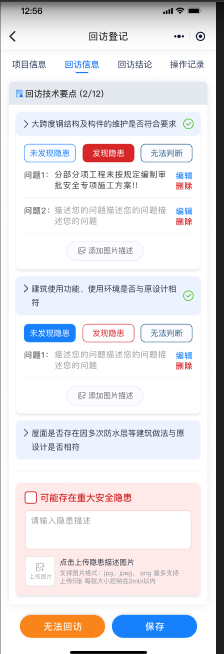 12:56
回访登记
项目信息 回访信息 回访结论 操作记录
回访技术要点 (2/12)
大跨度钢结构及构件的维护是否符合要求
未发现隐患 发现隐患 无法判断
问题1: 分部分项工程未按规定编制审 编辑
批安全专项施工方案!! 删除
问题2: 描述您的问题描述您的问题描 编辑
述您的问题 删除
添加图片描述
建筑使用功能、使用环境是否与原设计相
符
未发现隐患 发现隐患 无法判断
问题1: 描述您的问题描述您的问题描 编辑
述您的问题 删除
添加图片描述
屋面是否存在因多次防水层等建筑做法与原
设计是否相符
可能存在重大安全隐患
请输入隐患描述
点击上传隐患描述图片
支持图片格式: jpg、jpeg、.png 最多支持
上传5张 每张大小控制在2mb以内
上传图片
无法回访 保存